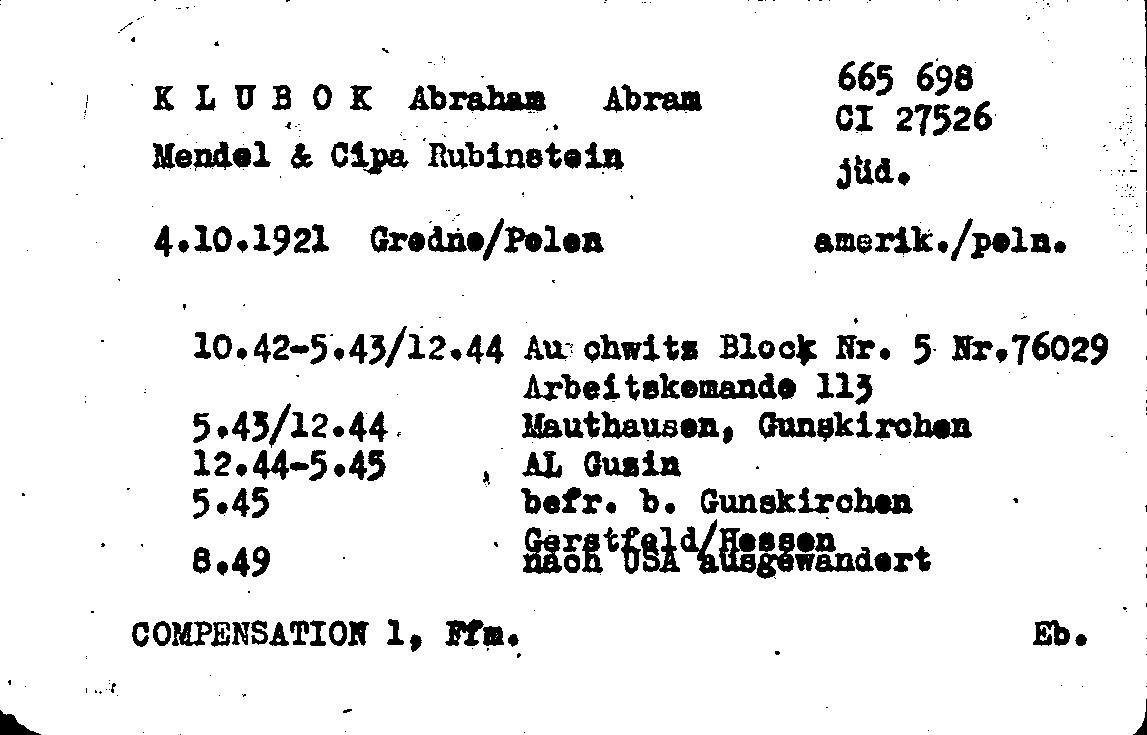 K L U B O K Abraham Abram 665 698
CI 27526
Mendel & Cipa Rubinstein
jüd.
4.10.1921 Grodno/Polen amerik./poln.
10.42-5.43/12.44 Au chwitz Block Nr. 5 Nr.76029
Arbeitskomando 113
5.43/12.44 Mauthausen, Gunskirchen
12.44-5.45 AL Gusin
5.45 befr. b. Gunskirchen
Gerstfeld/Hessen
8.49 nach USA ausgewandert
COMPENSATION 1, Ffm. Eb.